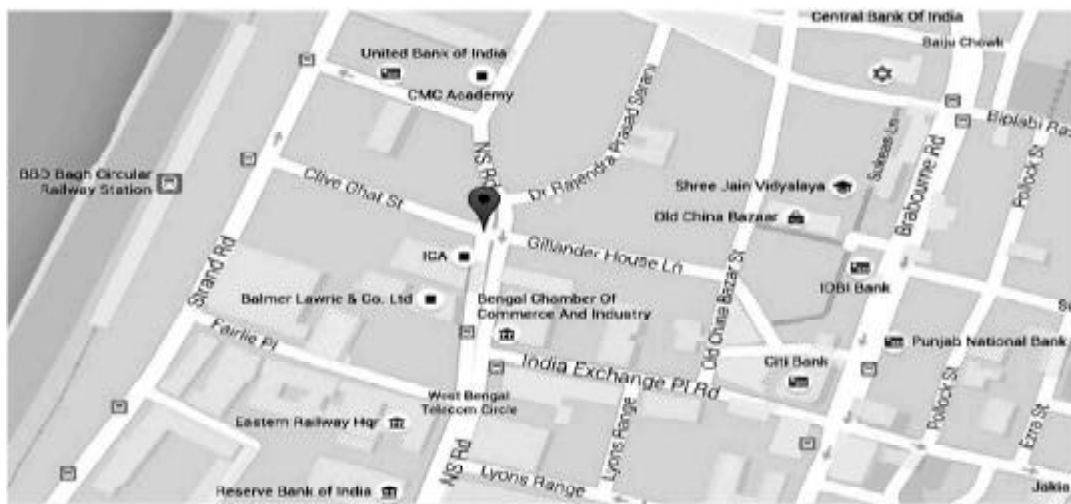 Central Bank Of India
Baiju Chowk
United Bank of India
CMC Academy
Biplabi Ras
BBD Bagh Circular
Railway Station
NS Rd
Dr Rajendra Prasad Sarani
Sukeas Ln
Brabourne Rd
Pollock St
Clive Ghat St
Shree Jain Vidyalaya
Old China Bazaar
ICA
Gillander House Ln
Strand Rd
IDBI Bank
Balmer Lawrie & Co. Ltd
Bengal Chamber Of
Commerce And Industry
Old China Bazar St
Fairlie Pl
India Exchange Pl Rd
Citi Bank
Punjab National Bank
West Bengal
Telecom Circle
Eastern Railway Hqr
Lyons Range
Pollock St
Ezra St
NS Rd
Lyons Range
Reserve Bank of India
Jakia